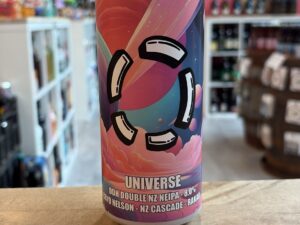 UNIVERSE
DDH DOUBLE NZ NEIPA - 8.0%
NELSON - NZ CASCADE